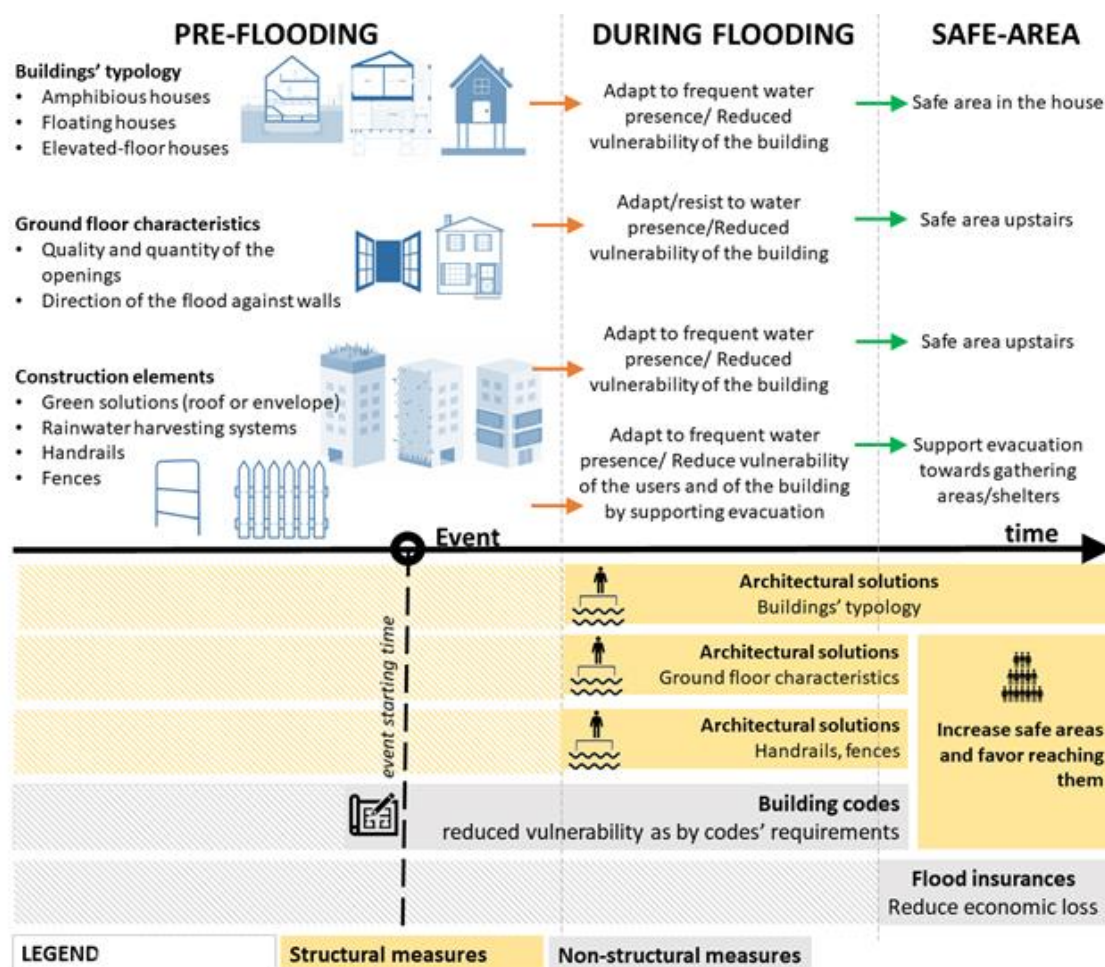 PRE-FLOODING
DURING FLOODING
SAFE-AREA
Buildings’ typology
• Amphibious houses
• Floating houses
• Elevated-floor houses
Adapt to frequent water
presence/ Reduced
vulnerability of the building
Safe area in the house
Ground floor characteristics
• Quality and quantity of the
openings
• Direction of the flood against walls
Adapt/resist to water
presence/Reduced
vulnerability of the building
Safe area upstairs
Construction elements
• Green solutions (roof or envelope)
• Rainwater harvesting systems
• Handrails
• Fences
Adapt to frequent water
presence/ Reduced
vulnerability of the building
Safe area upstairs
Adapt to frequent water
presence/ Reduce vulnerability
of the users and of the building
by supporting evacuation
Support evacuation
towards gathering
areas/shelters
Event
time
event starting time
Architectural solutions
Buildings’ typology
Architectural solutions
Ground floor characteristics
Architectural solutions
Handrails, fences
Increase safe areas
and favor reaching
them
Building codes
reduced vulnerability as by codes’ requirements
Flood insurances
Reduce economic loss
LEGEND
Structural measures
Non-structural measures